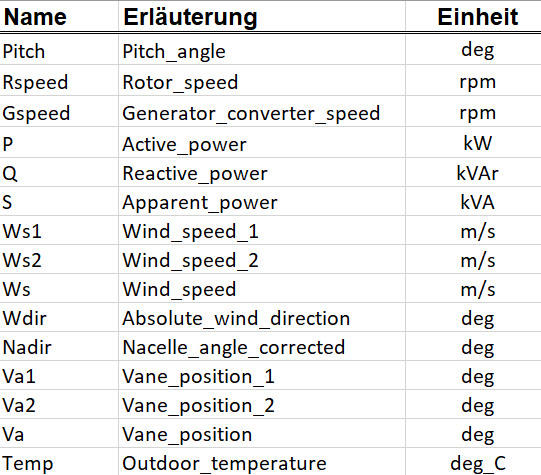 Name Erläuterung Einheit
Pitch Pitch_angle deg
Rspeed Rotor_speed rpm
Gspeed Generator_converter_speed rpm
P Active_power kW
Q Reactive_power kVAr
S Apparent_power kVA
Ws1 Wind_speed_1 m/s
Ws2 Wind_speed_2 m/s
Ws Wind_speed m/s
Wdir Absolute_wind_direction deg
Nadir Nacelle_angle_corrected deg
Va1 Vane_position_1 deg
Va2 Vane_position_2 deg
Va Vane_position deg
Temp Outdoor_temperature deg_C